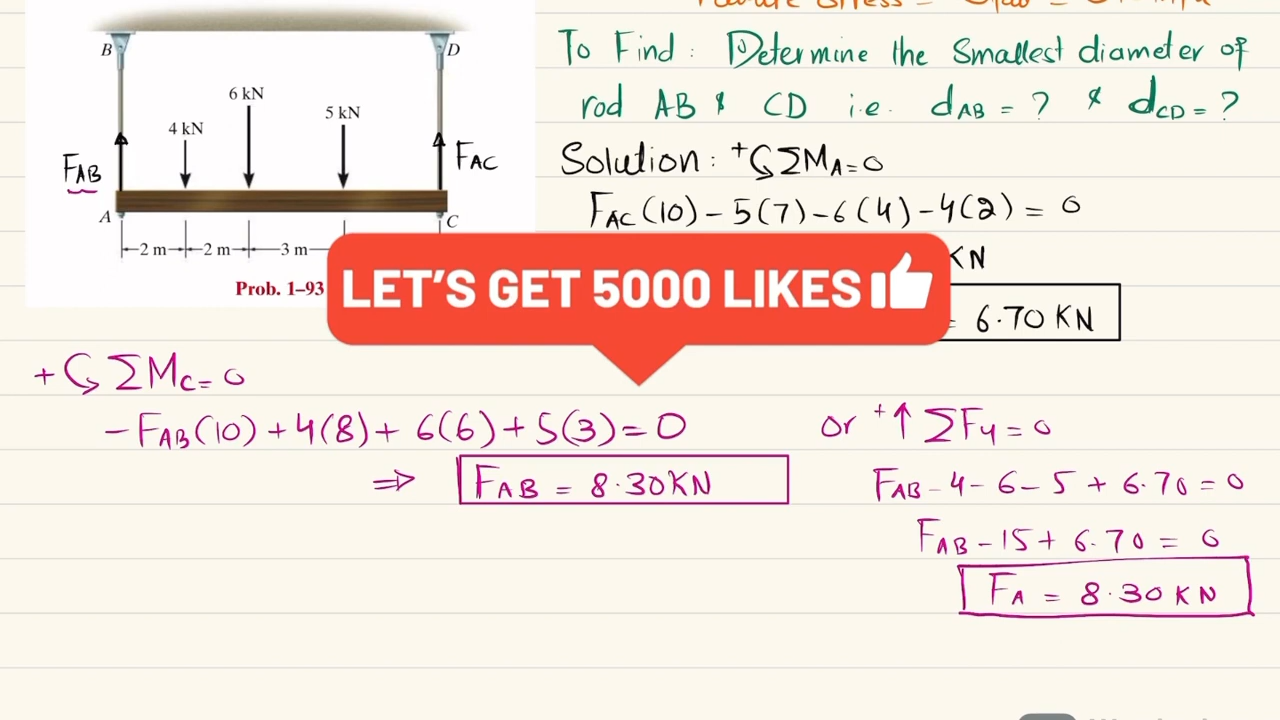 B
D
6 kN
5 kN
4 kN
FAB
FAC
A
C
2 m
2 m
3 m
Prob. 1–93
To Find : Determine the Smallest diameter of
rod AB & CD i.e. dAB = ? & dCD = ?
Solution : +↺ ΣMA=0
FAC (10) - 5(7) - 6(4) - 4(2) = 0
KN
= 6.70 KN
LET'S GET 5000 LIKES
+↺ ΣMC=0
-FAB(10) + 4(8) + 6(6) + 5(3) = 0
⇒ FAB = 8.30KN
or +↑ ΣFy=0
FAB - 4 - 6 - 5 + 6.70 = 0
FAB - 15 + 6.70 = 0
FA = 8.30 KN